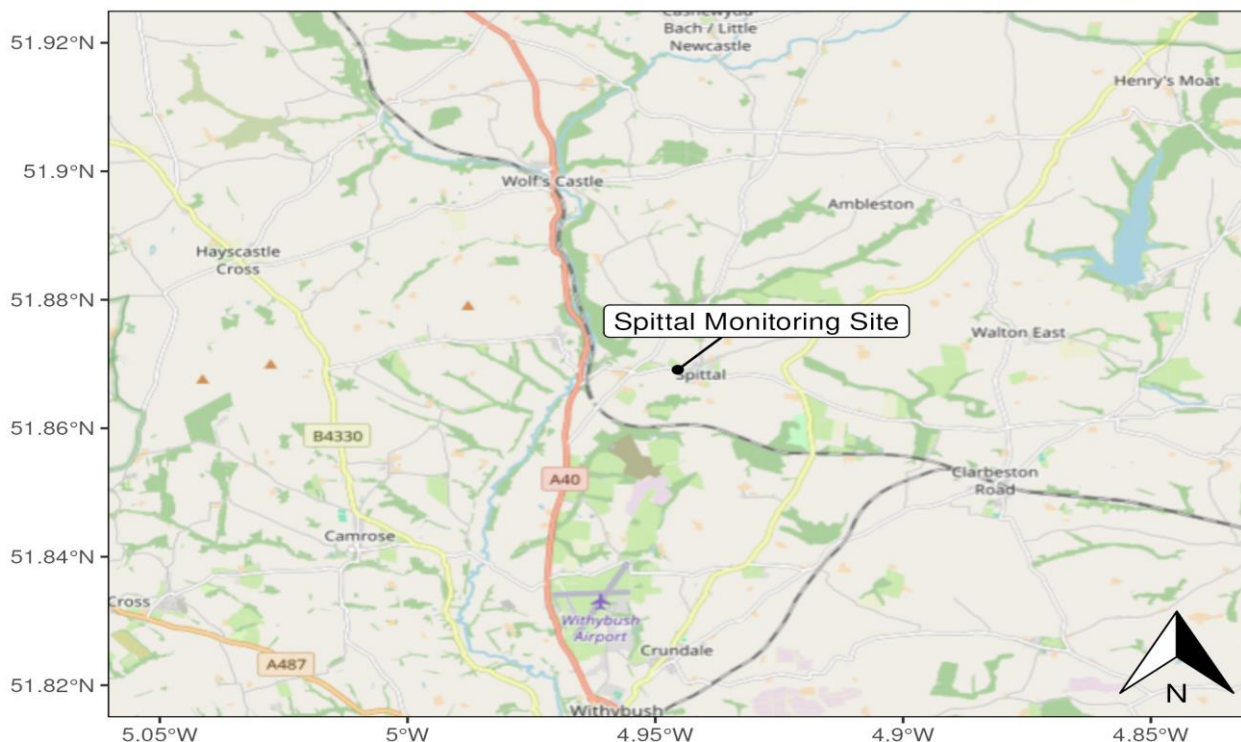 Bach / Little
Newcastle
51.92°N
Henry's Moat
51.9°N
Wolf's Castle
Ambleston
Hayscastle
Cross
51.88°N
Spittal Monitoring Site
Walton East
Spittal
51.86°N
B4330
Clarbeston
Road
A40
51.84°N
Camrose
Cross
Withybush
Airport
Crundale
A487
51.82°N
Withybush
N
5.05°W
5°W
4.95°W
4.9°W
4.85°W